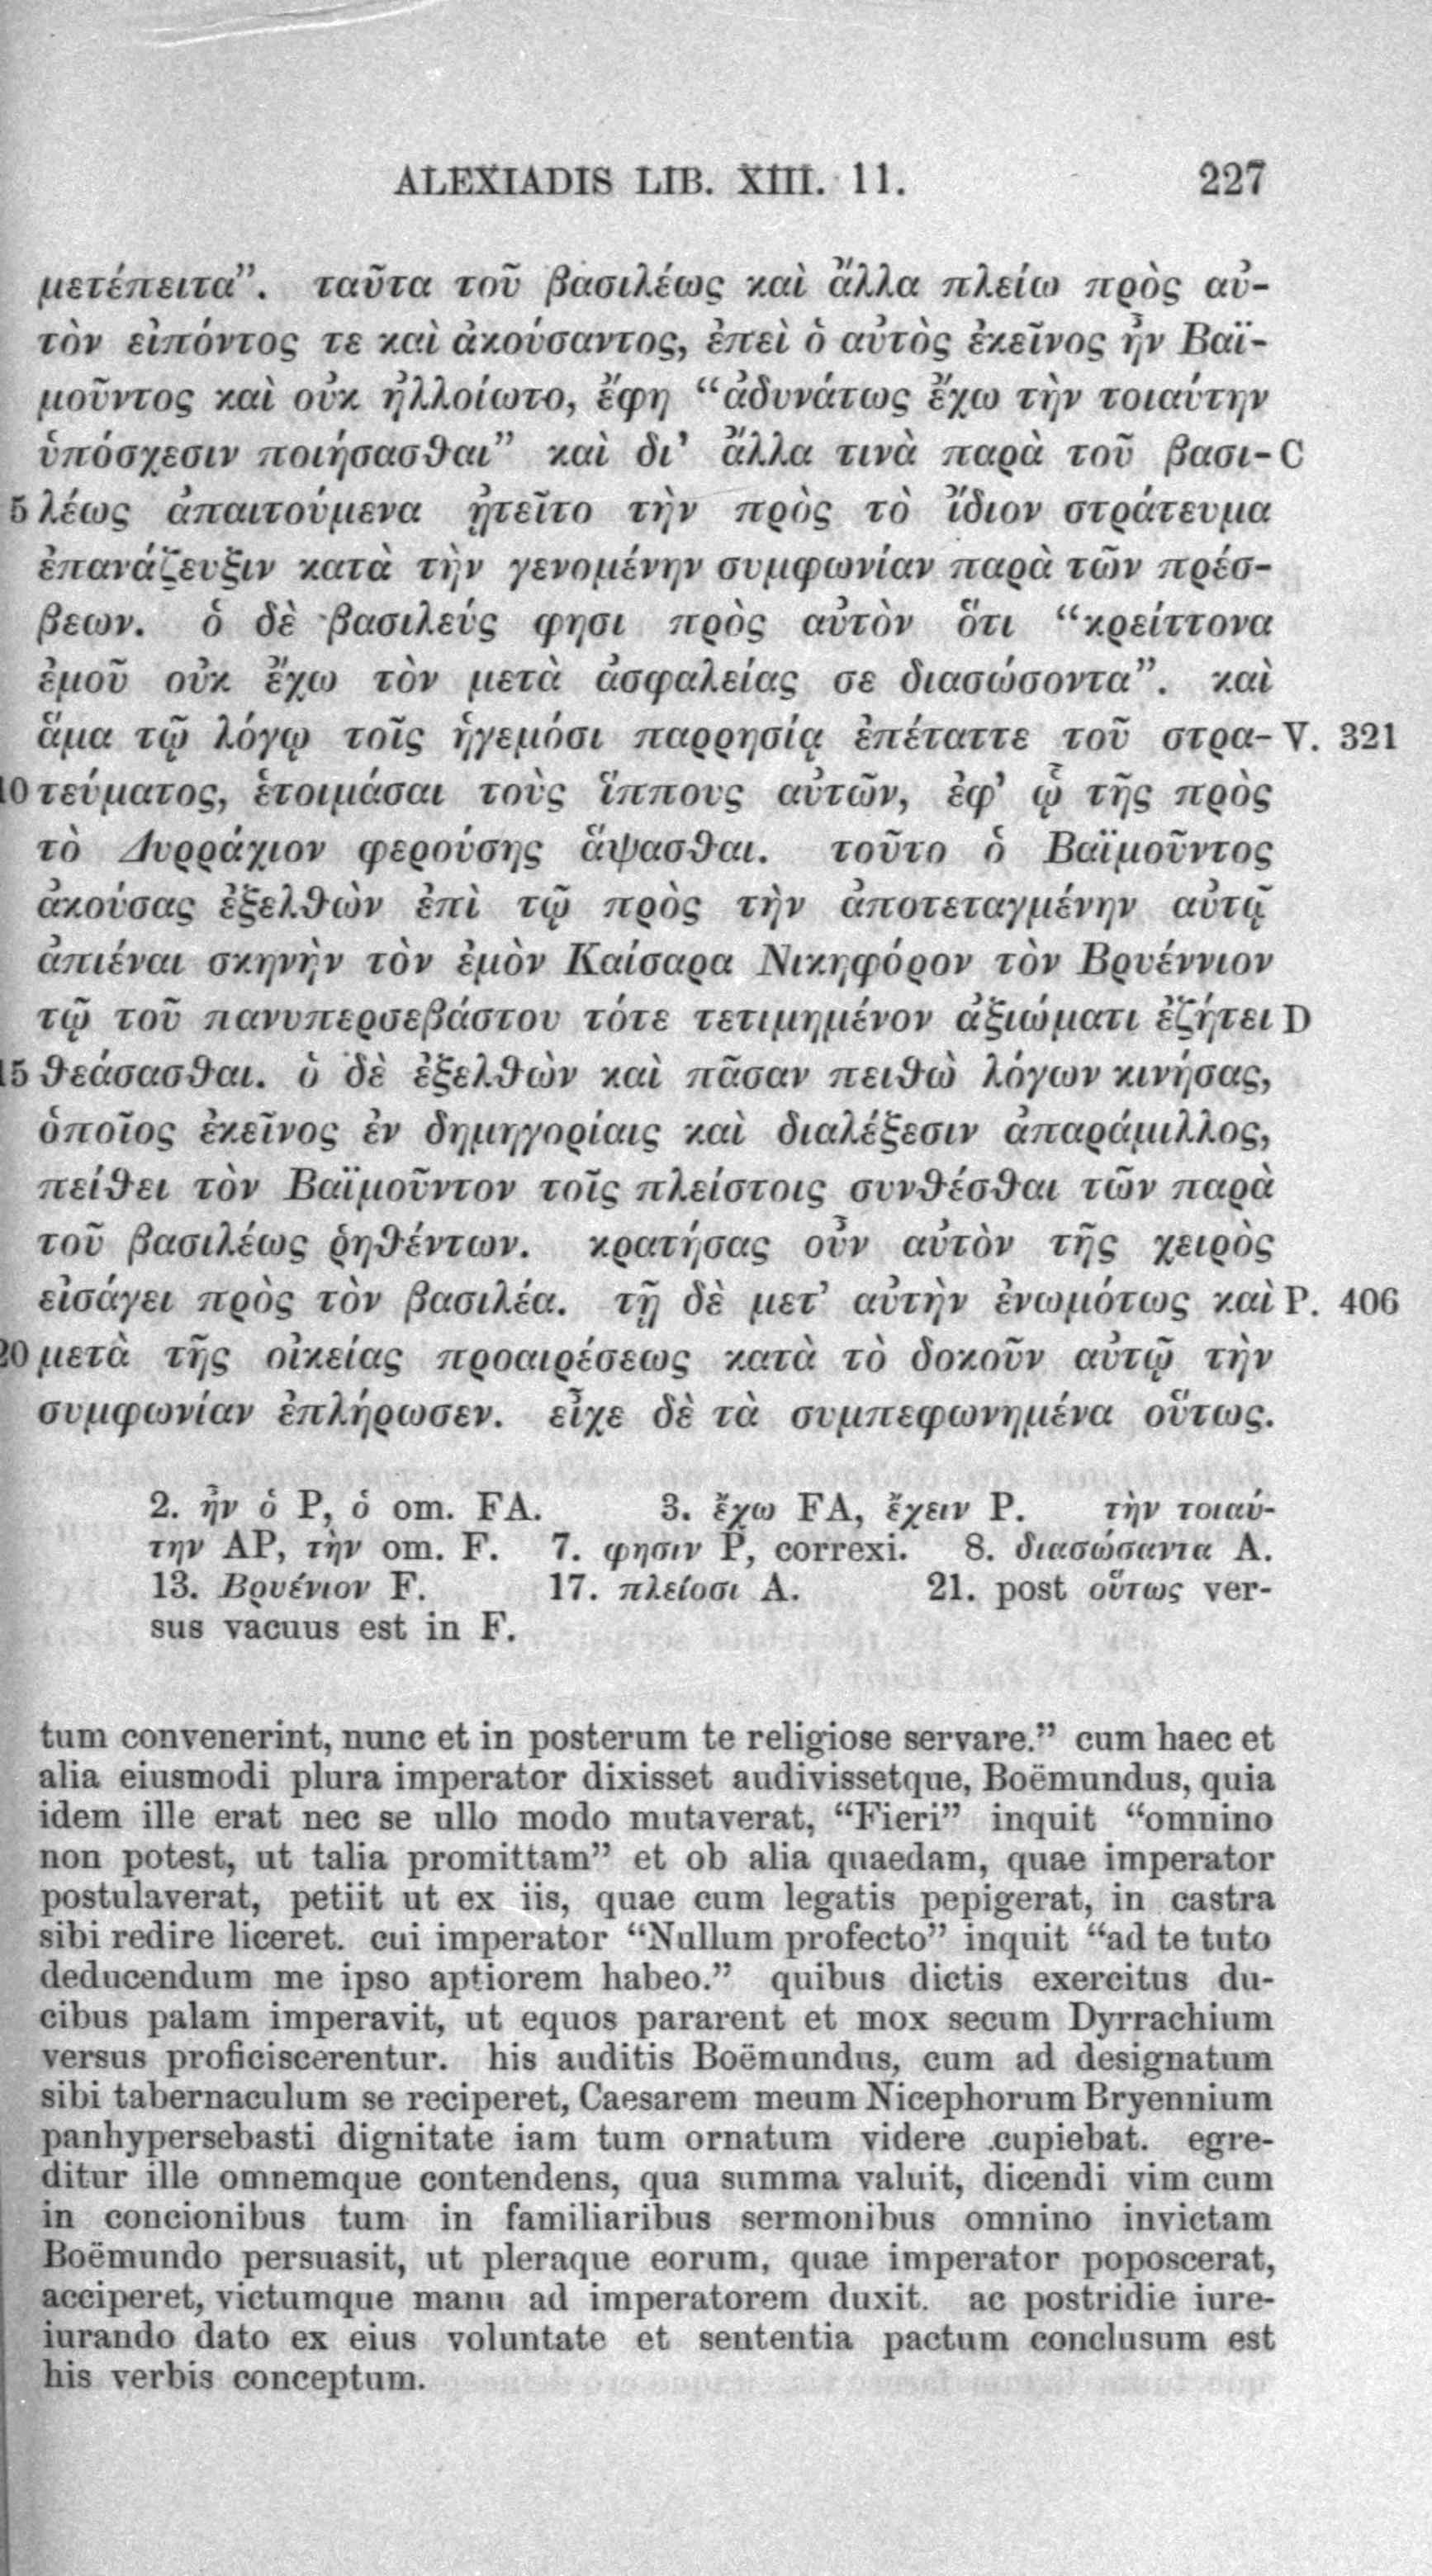 ALEXIADIS LIB. XIII. 11. 227
μετέπειτα”. ταῦτα τοῦ βασιλέως καὶ ἄλλα πλείω πρὸς αὐ-
τὸν εἰπόντος τε καὶ ἀκούσαντος, ἐπεὶ ὁ αὐτὸς ἐκεῖνος ἦν Βαϊ-
μοῦντος καὶ οὐκ ἠλλοίωτο, ἔφη “ἀδυνάτως ἔχω τὴν τοιαύτην
ὑπόσχεσιν ποιήσασθαι” καὶ δι’ ἄλλα τινὰ παρὰ τοῦ βασι- C
5 λέως ἀπαιτούμενα ᾐτεῖτο τὴν πρὸς τὸ ἴδιον στράτευμα
ἐπανάζευξιν κατὰ τὴν γενομένην συμφωνίαν παρὰ τῶν πρέσ-
βεων. ὁ δὲ βασιλεύς φησι πρὸς αὐτὸν ὅτι “κρείττονα
ἐμοῦ οὐκ ἔχω τὸν μετὰ ἀσφαλείας σε διασώσοντα”. καὶ
ἅμα τῷ λόγῳ τοῖς ἡγεμόσι παρρησίᾳ ἐπέταττε τοῦ στρα- V. 321
10 τεύματος, ἑτοιμάσαι τοὺς ἵππους αὐτῶν, ἐφ’ ᾧ τῆς πρὸς
τὸ Δυρράχιον φερούσης ἅψασθαι. τοῦτο ὁ Βαϊμοῦντος
ἀκούσας ἐξελθὼν ἐπὶ τῷ πρὸς τὴν ἀποτεταγμένην αὐτῷ
ἀπιέναι σκηνὴν τὸν ἐμὸν Καίσαρα Νικηφόρον τὸν Βρυέννιον
τῷ τοῦ πανυπερσεβάστου τότε τετιμημένον ἀξιώματι ἐζήτει D
15 θεάσασθαι. ὁ δὲ ἐξελθὼν καὶ πᾶσαν πειθὼ λόγων κινήσας,
ὁποῖος ἐκεῖνος ἐν δημηγορίαις καὶ διαλέξεσιν ἀπαράμιλλος,
πείθει τὸν Βαϊμοῦντον τοῖς πλείστοις συνθέσθαι τῶν παρὰ
τοῦ βασιλέως ῥηθέντων. κρατήσας οὖν αὐτὸν τῆς χειρὸς
εἰσάγει πρὸς τὸν βασιλέα. τῇ δὲ μετ’ αὐτὴν ἐνωμότως καὶ P. 406
20 μετὰ τῆς οἰκείας προαιρέσεως κατὰ τὸ δοκοῦν αὐτῷ τὴν
συμφωνίαν ἐπλήρωσεν. εἶχε δὲ τὰ συμπεφωνημένα οὕτως.
2. ἦν ὁ P, ὁ om. FA. 3. ἔχω FA, ἔχειν P. τὴν τοιαύ-
την AP, τὴν om. F. 7. φησιν P, correxi. 8. διασώσαντα A.
13. Βρυένιον F. 17. πλείοσι A. 21. post οὕτως ver-
sus vacuus est in F.
tum convenerint, nunc et in posterum te religiose servare.” cum haec et
alia eiusmodi plura imperator dixisset audivissetque, Boëmundus, quia
idem ille erat nec se ullo modo mutaverat, “Fieri” inquit “omnino
non potest, ut talia promittam” et ob alia quaedam, quae imperator
postulaverat, petiit ut ex iis, quae cum legatis pepigerat, in castra
sibi redire liceret. cui imperator “Nullum profecto” inquit “ad te tuto
deducendum me ipso aptiorem habeo.” quibus dictis exercitus du-
cibus palam imperavit, ut equos pararent et mox secum Dyrrachium
versus proficiscerentur. his auditis Boëmundus, cum ad designatum
sibi tabernaculum se reciperet, Caesarem meum Nicephorum Bryennium
panhypersebasti dignitate iam tum ornatum videre cupiebat. egre-
ditur ille omnemque contendens, qua summa valuit, dicendi vim cum
in concionibus tum in familiaribus sermonibus omnino invictam
Boëmundo persuasit, ut pleraque eorum, quae imperator poposcerat,
acciperet, victumque manu ad imperatorem duxit. ac postridie iure-
iurando dato ex eius voluntate et sententia pactum conclusum est
his verbis conceptum.